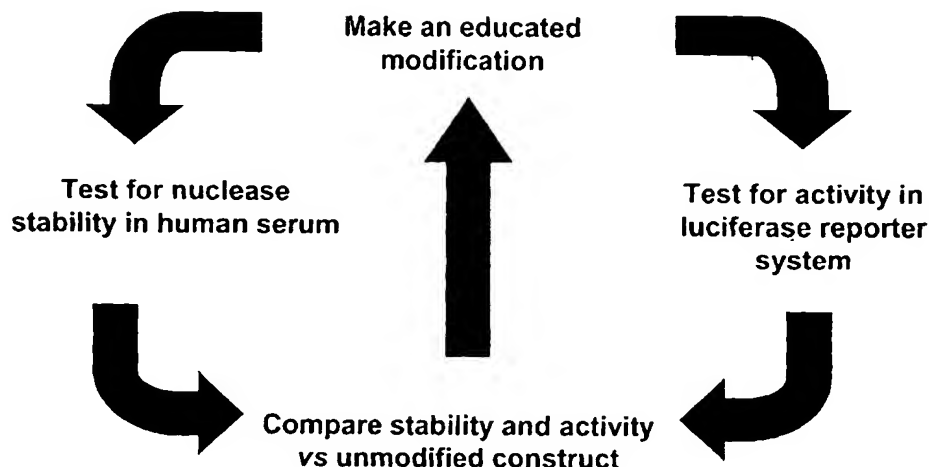 Make an educated
modification
Test for nuclease
stability in human serum
Test for activity in
luciferase reporter
system
Compare stability and activity
vs unmodified construct